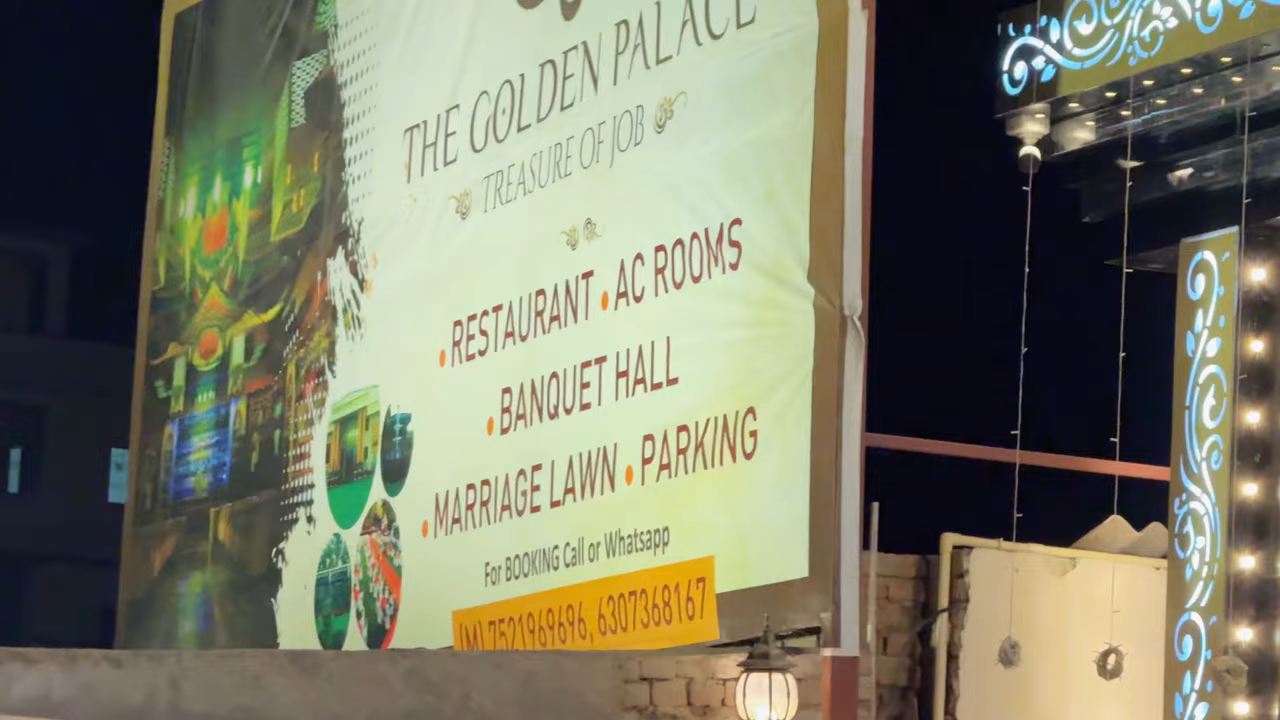 THE GOLDEN PALACE
TREASURE OF JOB
• RESTAURANT • AC ROOMS
• BANQUET HALL
• MARRIAGE LAWN • PARKING
For BOOKING Call or Whatsapp
(M) 7521969696, 6307368167